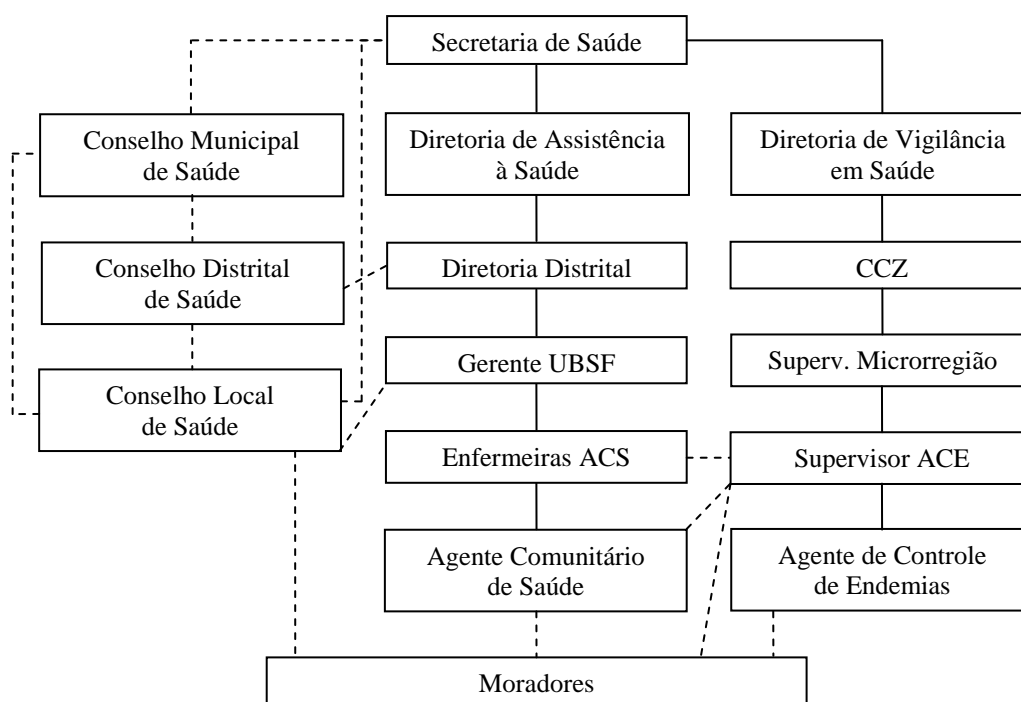 Secretaria de Saúde
Conselho Municipal
de Saúde
Diretoria de Assistência
à Saúde
Diretoria de Vigilância
em Saúde
Conselho Distrital
de Saúde
Diretoria Distrital
CCZ
Conselho Local
de Saúde
Gerente UBSF
Superv. Microrregião
Enfermeiras ACS
Supervisor ACE
Agente Comunitário
de Saúde
Agente de Controle
de Endemias
Moradores